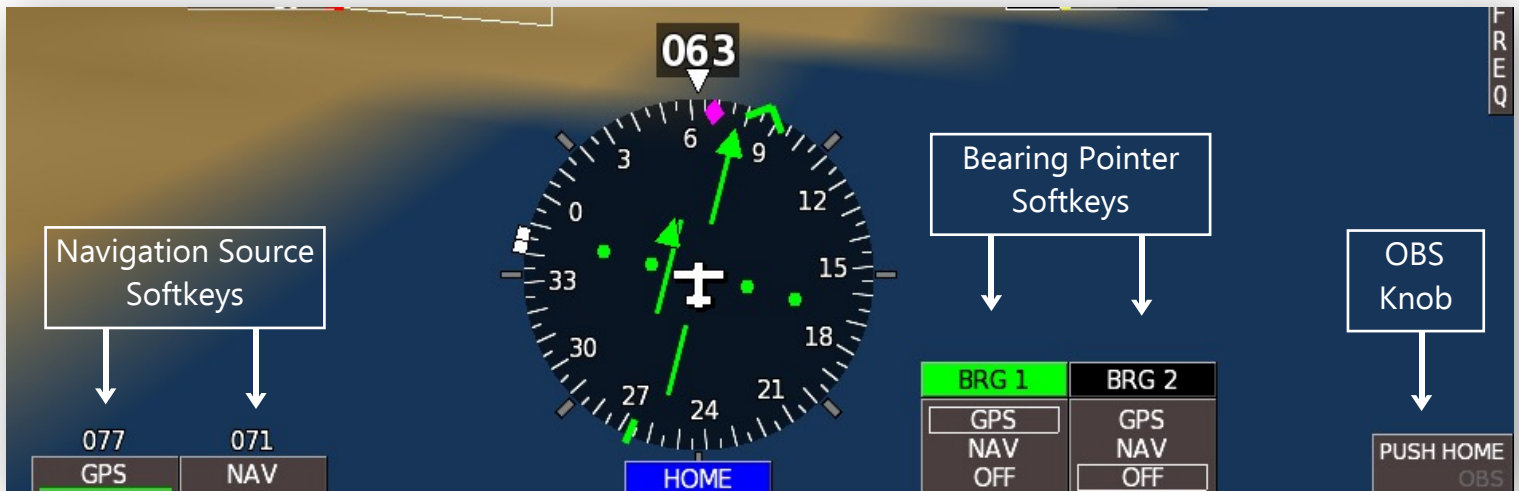 F
R
E
Q
063
6
3
9
12
0
15
33
18
30
21
27
24
Bearing Pointer
Softkeys
Navigation Source
Softkeys
OBS
Knob
077
GPS
071
NAV
HOME
BRG 1
GPS
NAV
OFF
BRG 2
GPS
NAV
OFF
PUSH HOME
OBS